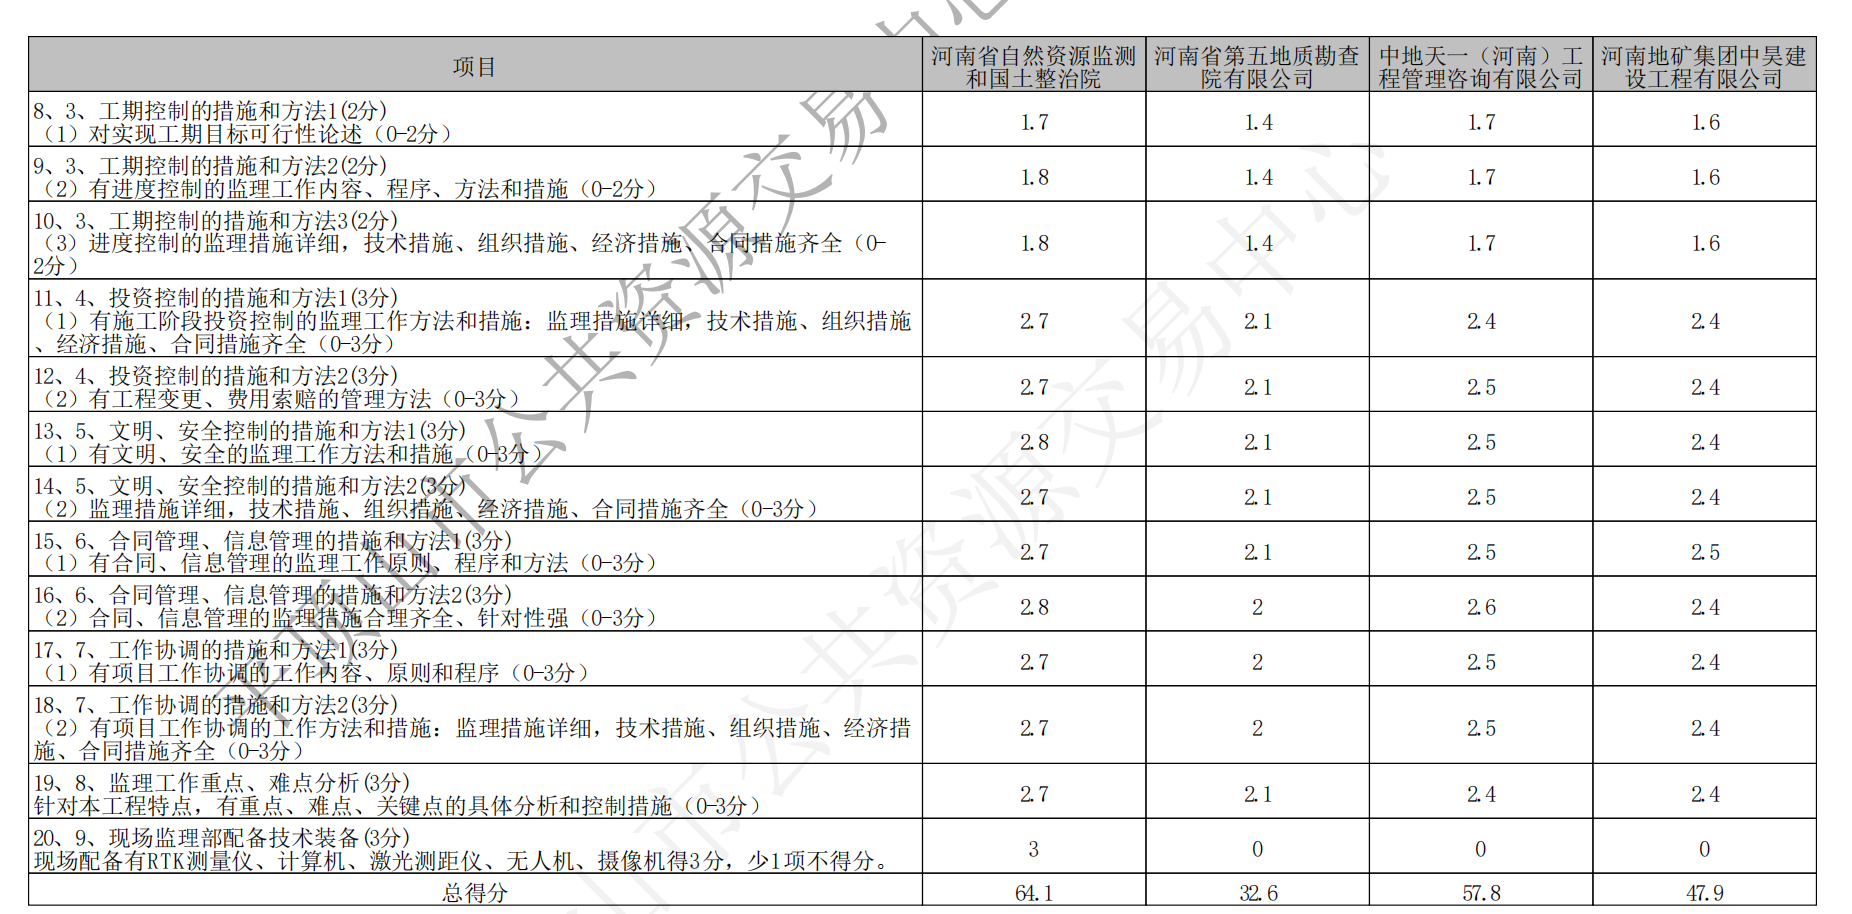 项目
河南省自然资源监测
和国土整治院
河南省第五地质勘查
院有限公司
中地天一（河南）工
程管理咨询有限公司
河南地矿集团中昊建
设工程有限公司
8、3、工期控制的措施和方法1(2分)
（1）对实现工期目标可行性论述（0-2分）
1.7
1.4
1.7
1.6
9、3、工期控制的措施和方法2(2分)
（2）有进度控制的监理工作内容、程序、方法和措施（0-2分）
1.8
1.4
1.7
1.6
10、3、工期控制的措施和方法3(2分)
（3）进度控制的监理措施详细，技术措施、组织措施、经济措施、合同措施齐全（0-
2分）
1.8
1.4
1.7
1.6
11、4、投资控制的措施和方法1(3分)
（1）有施工阶段投资控制的监理工作方法和措施：监理措施详细，技术措施、组织措施
、经济措施、合同措施齐全（0-3分）
2.7
2.1
2.4
2.4
12、4、投资控制的措施和方法2(3分)
（2）有工程变更、费用索赔的管理方法（0-3分）
2.7
2.1
2.5
2.4
13、5、文明、安全控制的措施和方法1(3分)
（1）有文明、安全的监理工作方法和措施（0-3分）
2.8
2.1
2.5
2.4
14、5、文明、安全控制的措施和方法2(3分)
（2）监理措施详细，技术措施、组织措施、经济措施、合同措施齐全（0-3分）
2.7
2.1
2.5
2.4
15、6、合同管理、信息管理的措施和方法1(3分)
（1）有合同、信息管理的监理工作原则、程序和方法（0-3分）
2.7
2.1
2.5
2.5
16、6、合同管理、信息管理的措施和方法2(3分)
（2）合同、信息管理的监理措施合理齐全、针对性强（0-3分）
2.8
2
2.6
2.4
17、7、工作协调的措施和方法1(3分)
（1）有项目工作协调的工作内容、原则和程序（0-3分）
2.7
2
2.5
2.4
18、7、工作协调的措施和方法2(3分)
（2）有项目工作协调的工作方法和措施：监理措施详细，技术措施、组织措施、经济措
施、合同措施齐全（0-3分）
2.7
2
2.5
2.4
19、8、监理工作重点、难点分析(3分)
针对本工程特点，有重点、难点、关键点的具体分析和控制措施（0-3分）
2.7
2.1
2.4
2.4
20、9、现场监理部配备技术装备(3分)
现场配备有RTK测量仪、计算机、激光测距仪、无人机、摄像机得3分，少1项不得分。
3
0
0
0
总得分
64.1
32.6
57.8
47.9
平顶山市公共资源交易中心
山市公共资源交易中心